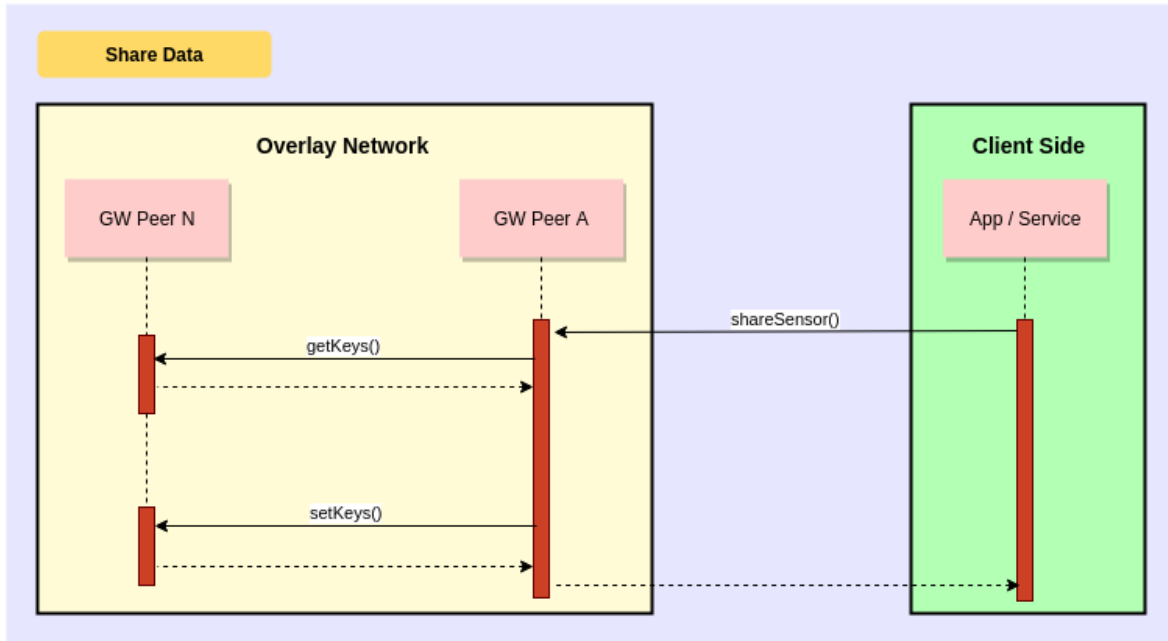 Share Data
Overlay Network
Client Side
GW Peer N
GW Peer A
App / Service
shareSensor()
getKeys()
setKeys()